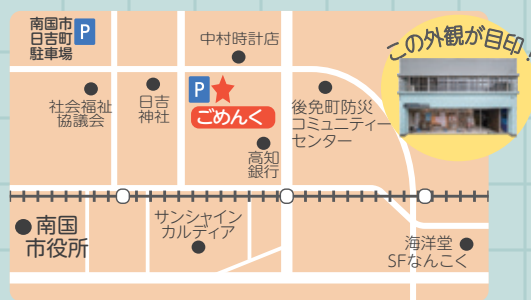 南国市
日吉町
駐車場
P
中村時計店
この外観が目印!
社会福祉
協議会
日吉
神社
P
ごめんく
後免町防災
コミュニティー
センター
高知
銀行
南国
市役所
サンシャイン
カルディア
海洋堂
SFなんこく